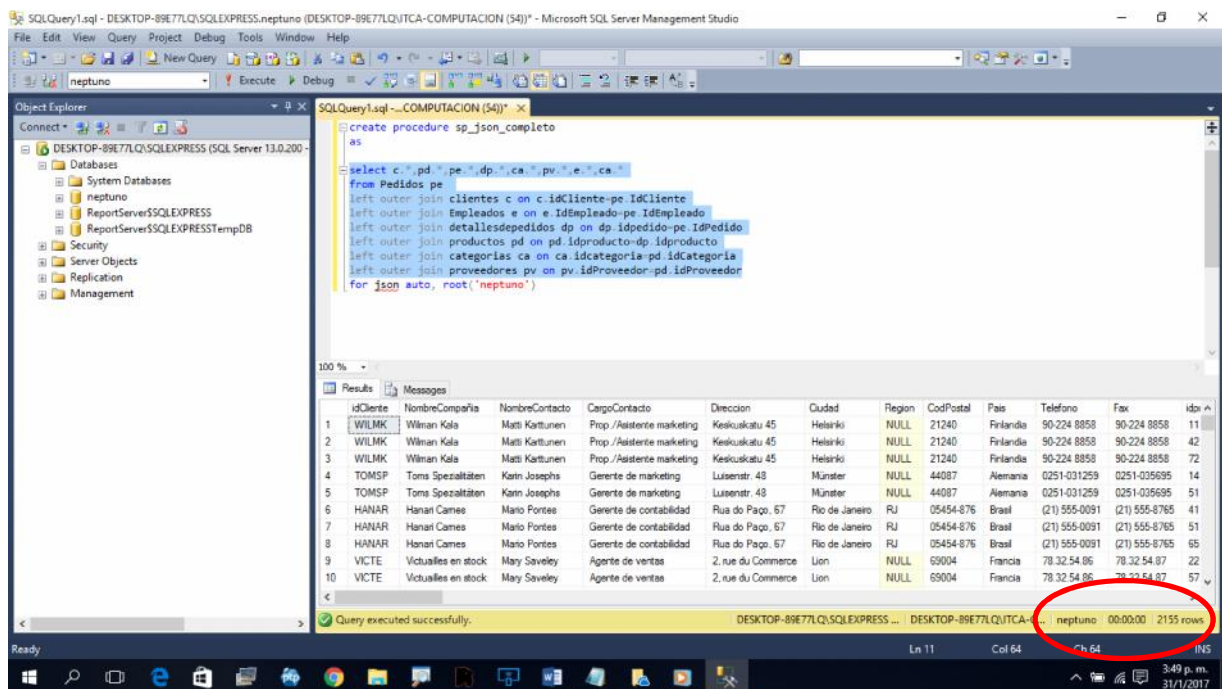 SQLQuery1.sql - DESKTOP-89E77LQ\SQLEXPRESS.neptuno (DESKTOP-89E77LQ\ITCA-COMPUTACION (54))* - Microsoft SQL Server Management Studio
File Edit View Query Project Debug Tools Window Help
New Query
neptuno Execute Debug
Object Explorer
Connect
DESKTOP-89E77LQ\SQLEXPRESS (SQL Server 13.0.200 -
Databases
System Databases
neptuno
ReportServer$SQLEXPRESS
ReportServer$SQLEXPRESSTempDB
Security
Server Objects
Replication
Management
SQLQuery1.sql -...COMPUTACION (54))*
create procedure sp_json_completo
as
select c.*,pd.*,pe.*,dp.*,ca.*,pv.*,e.*,ca.*
from Pedidos pe
left outer join clientes c on c.idCliente=pe.IdCliente
left outer join Empleados e on e.IdEmpleado=pe.IdEmpleado
left outer join detallesdepedidos dp on dp.idpedido=pe.IdPedido
left outer join productos pd on pd.idproducto=dp.idproducto
left outer join categorias ca on ca.idcategoria=pd.idCategoria
left outer join proveedores pv on pv.idProveedor=pd.idProveedor
for json auto, root('neptuno')
100 %
Results Messages
idCliente NombreCompañia NombreContacto CargoContacto Direccion Ciudad Region CodPostal Pais Telefono Fax idpr
1 WILMK Wilman Kala Matti Karttunen Prop./Asistente marketing Keskuskatu 45 Helsinki NULL 21240 Finlandia 90-224 8858 90-224 8858 11
2 WILMK Wilman Kala Matti Karttunen Prop./Asistente marketing Keskuskatu 45 Helsinki NULL 21240 Finlandia 90-224 8858 90-224 8858 42
3 WILMK Wilman Kala Matti Karttunen Prop./Asistente marketing Keskuskatu 45 Helsinki NULL 21240 Finlandia 90-224 8858 90-224 8858 72
4 TOMSP Toms Spezialitäten Karin Josephs Gerente de marketing Luisenstr. 48 Münster NULL 44087 Alemania 0251-031259 0251-035695 14
5 TOMSP Toms Spezialitäten Karin Josephs Gerente de marketing Luisenstr. 48 Münster NULL 44087 Alemania 0251-031259 0251-035695 51
6 HANAR Hanari Carnes Mario Pontes Gerente de contabilidad Rua do Paço, 67 Rio de Janeiro RJ 05454-876 Brasil (21) 555-0091 (21) 555-8765 41
7 HANAR Hanari Carnes Mario Pontes Gerente de contabilidad Rua do Paço, 67 Rio de Janeiro RJ 05454-876 Brasil (21) 555-0091 (21) 555-8765 51
8 HANAR Hanari Carnes Mario Pontes Gerente de contabilidad Rua do Paço, 67 Rio de Janeiro RJ 05454-876 Brasil (21) 555-0091 (21) 555-8765 65
9 VICTE Victuailles en stock Mary Saveley Agente de ventas 2, rue du Commerce Lion NULL 69004 Francia 78.32.54.86 78.32.54.87 22
10 VICTE Victuailles en stock Mary Saveley Agente de ventas 2, rue du Commerce Lion NULL 69004 Francia 78.32.54.86 78.32.54.87 57
Query executed successfully. DESKTOP-89E77LQ\SQLEXPRESS ... DESKTOP-89E77LQ\ITCA-C... neptuno 00:00:00 2155 rows
Ready Ln 11 Col 64 Ch 64 INS
3:49 p. m.
31/1/2017